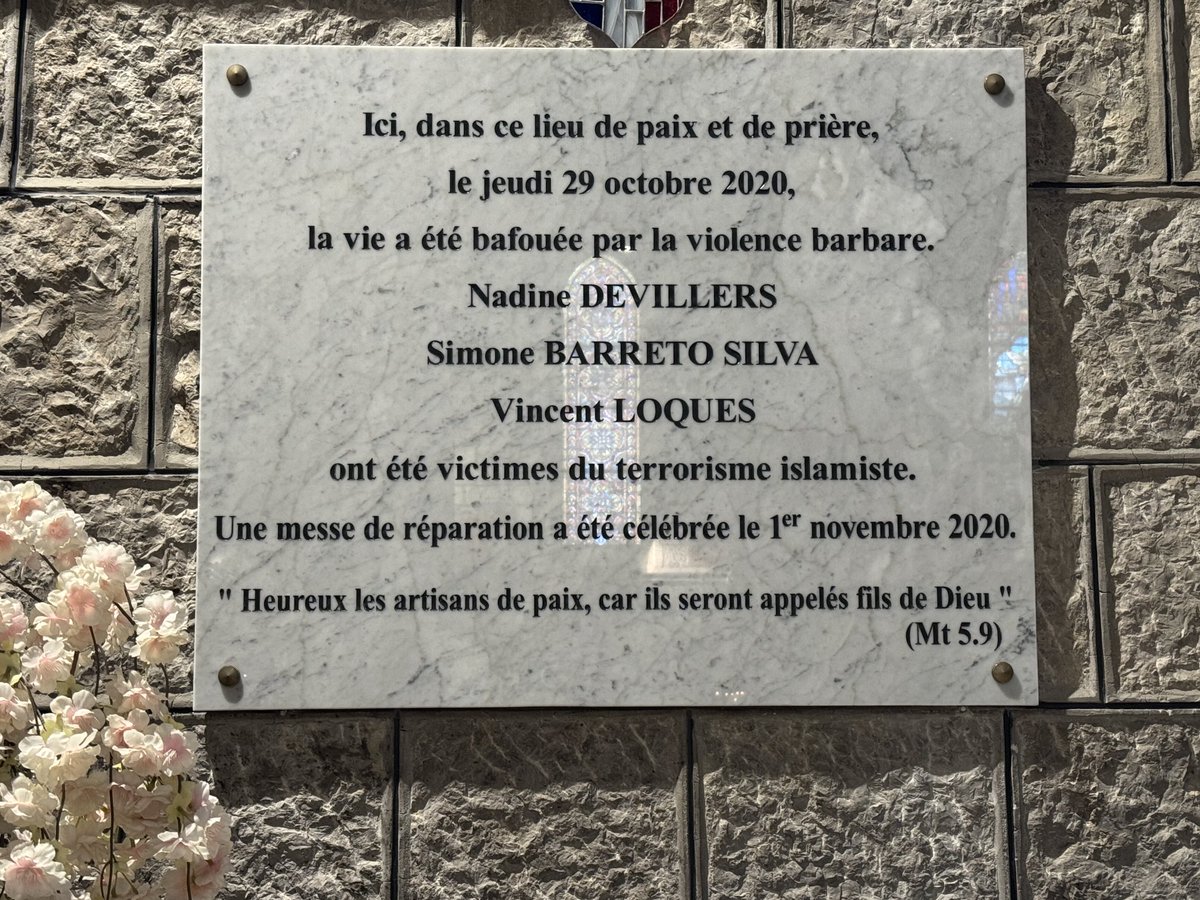 Ici, dans ce lieu de paix et de prière,
le jeudi 29 octobre 2020,
la vie a été bafouée par la violence barbare.
Nadine DEVILLERS
Simone BARRETO SILVA
Vincent LOQUES
ont été victimes du terrorisme islamiste.
Une messe de réparation a été célébrée le 1er novembre 2020.
" Heureux les artisans de paix, car ils seront appelés fils de Dieu "
(Mt 5.9)